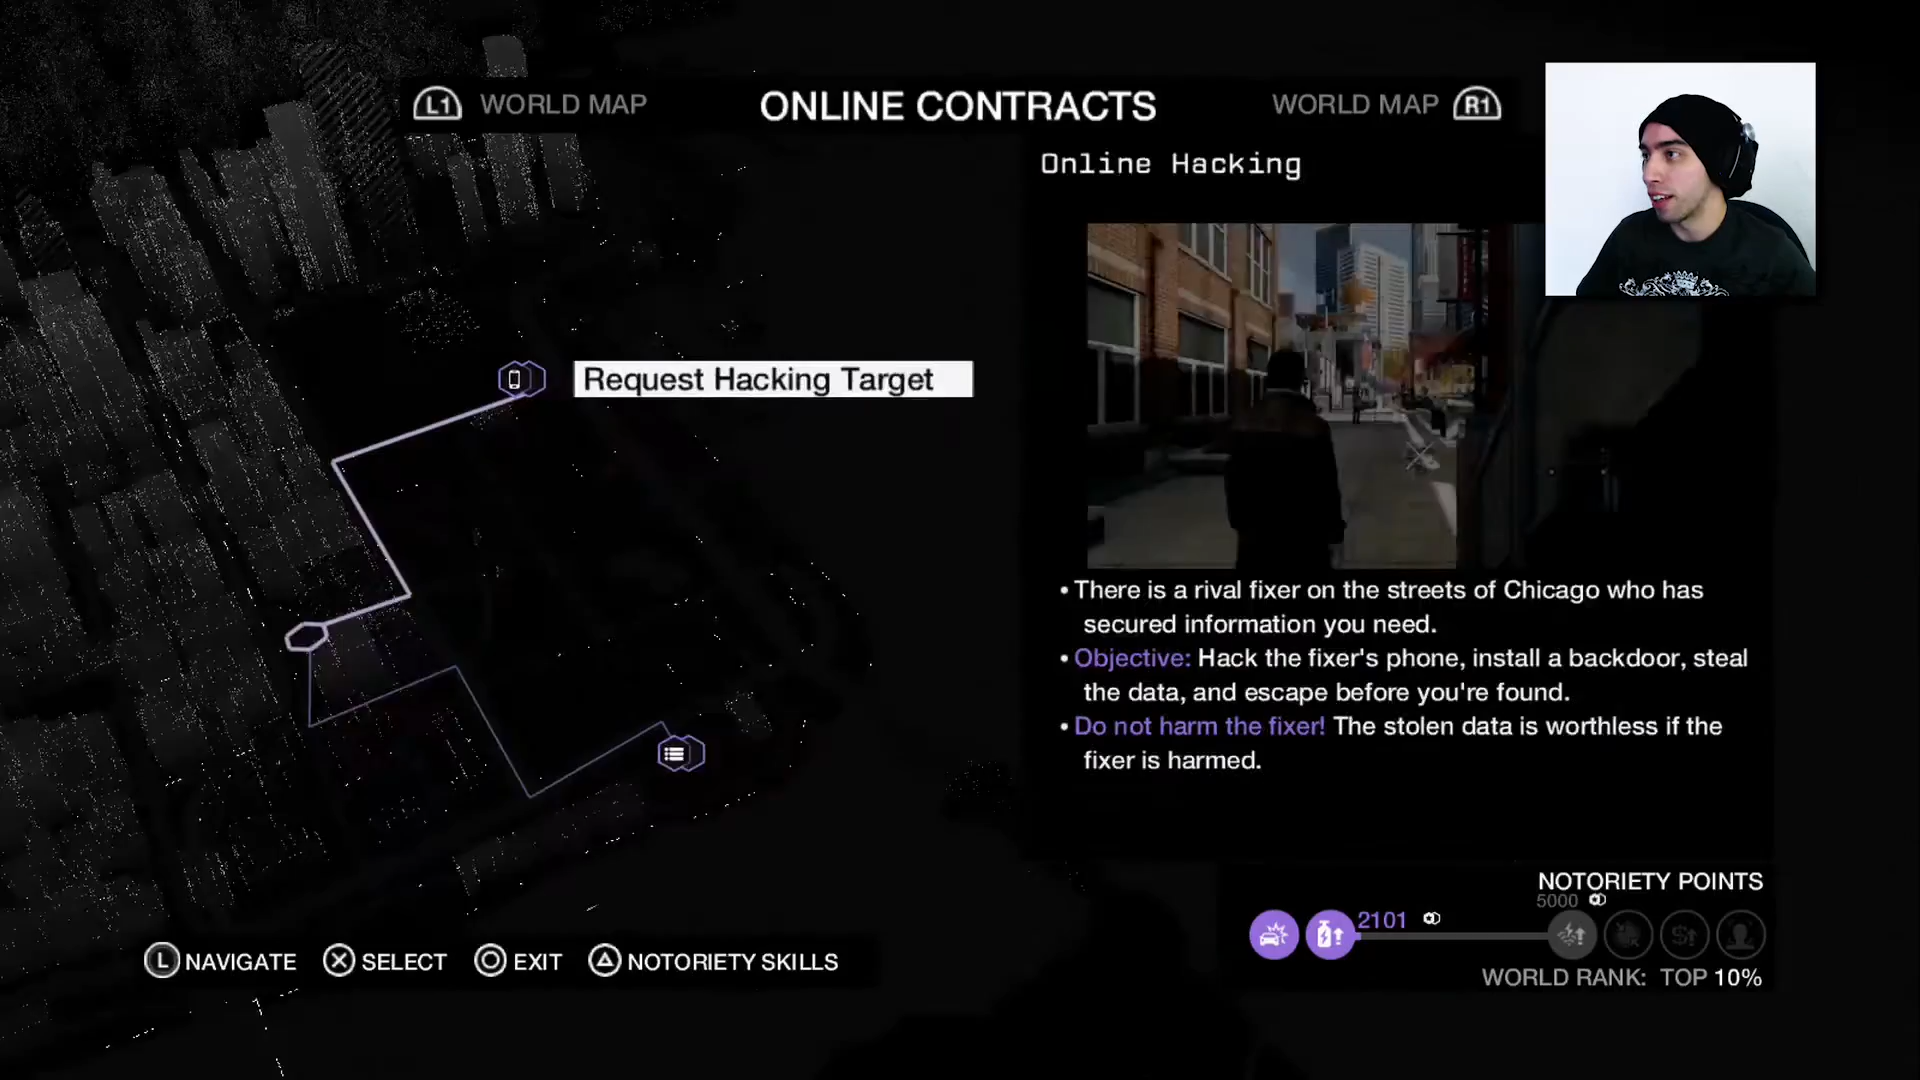 L1 WORLD MAP
ONLINE CONTRACTS
WORLD MAP R1
Online Hacking
Request Hacking Target
• There is a rival fixer on the streets of Chicago who has
secured information you need.
• Objective: Hack the fixer's phone, install a backdoor, steal
the data, and escape before you're found.
• Do not harm the fixer! The stolen data is worthless if the
fixer is harmed.
NOTORIETY POINTS
5000
2101
WORLD RANK: TOP 10%
L NAVIGATE SELECT EXIT NOTORIETY SKILLS